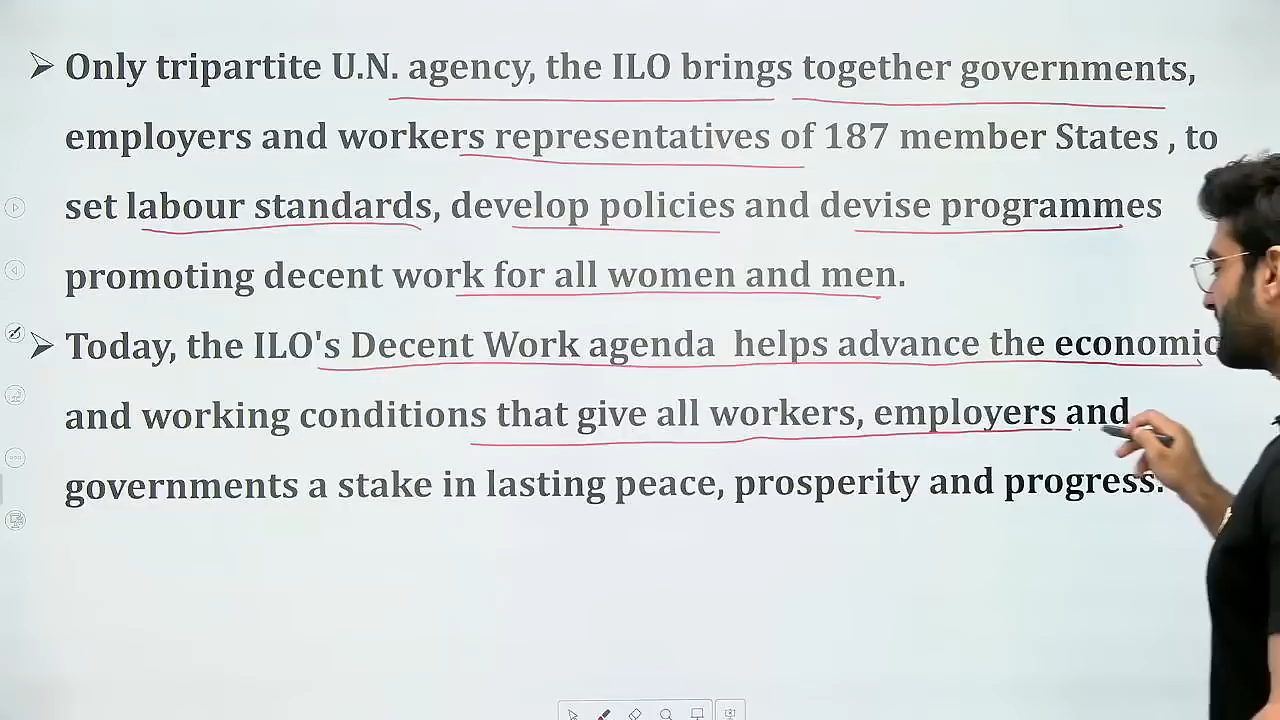 ➤ Only tripartite U.N. agency, the ILO brings together governments,
employers and workers representatives of 187 member States , to
set labour standards, develop policies and devise programmes
promoting decent work for all women and men.
➤ Today, the ILO's Decent Work agenda helps advance the economic
and working conditions that give all workers, employers and
governments a stake in lasting peace, prosperity and progress.